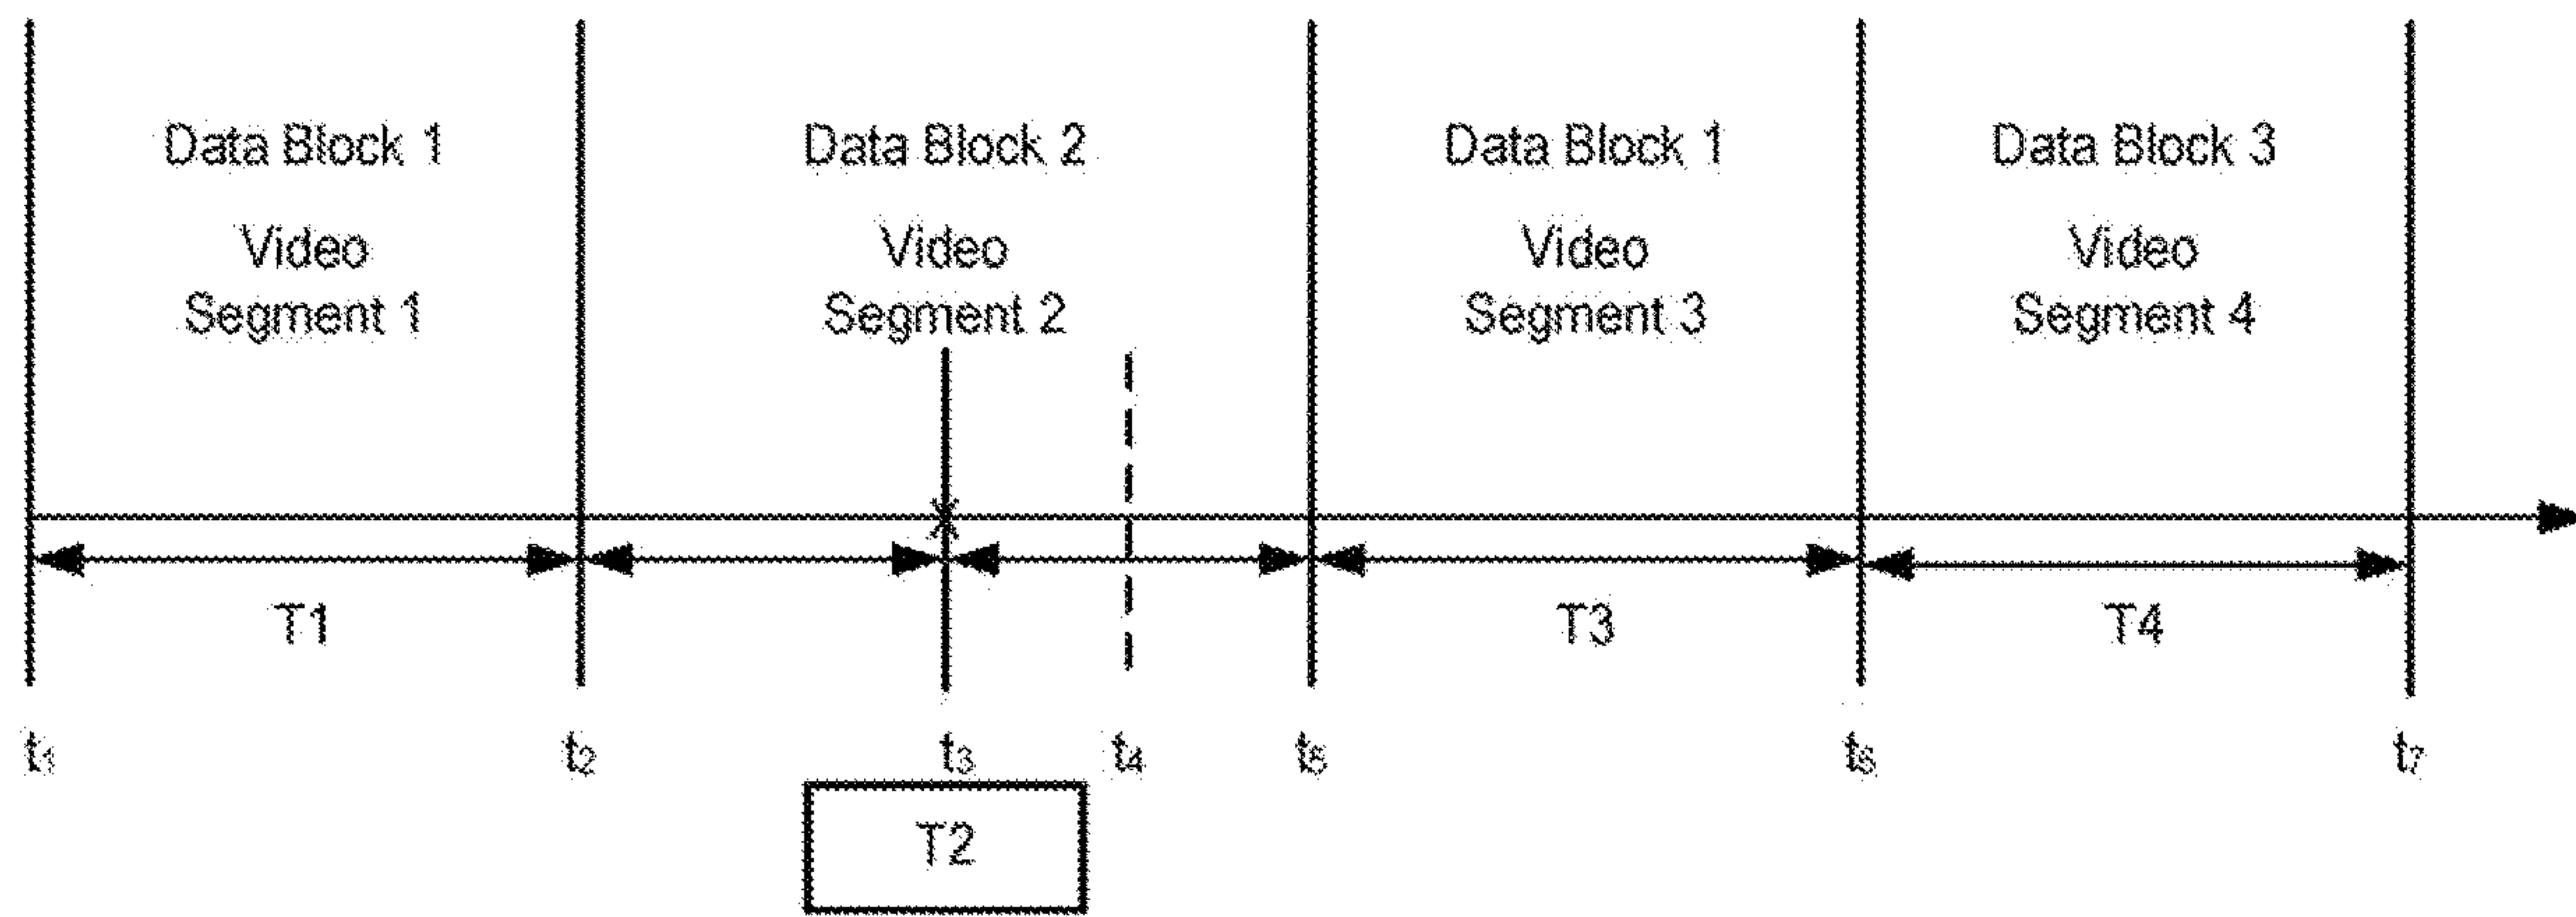 Data Block 1 Data Block 2 Data Block 1 Data Block 3
Video Video Video Video
Segment 1 Segment 2 Segment 3 Segment 4
T1 T3 T4
t1 t2 t3 t4 t5 t6 t7
T2